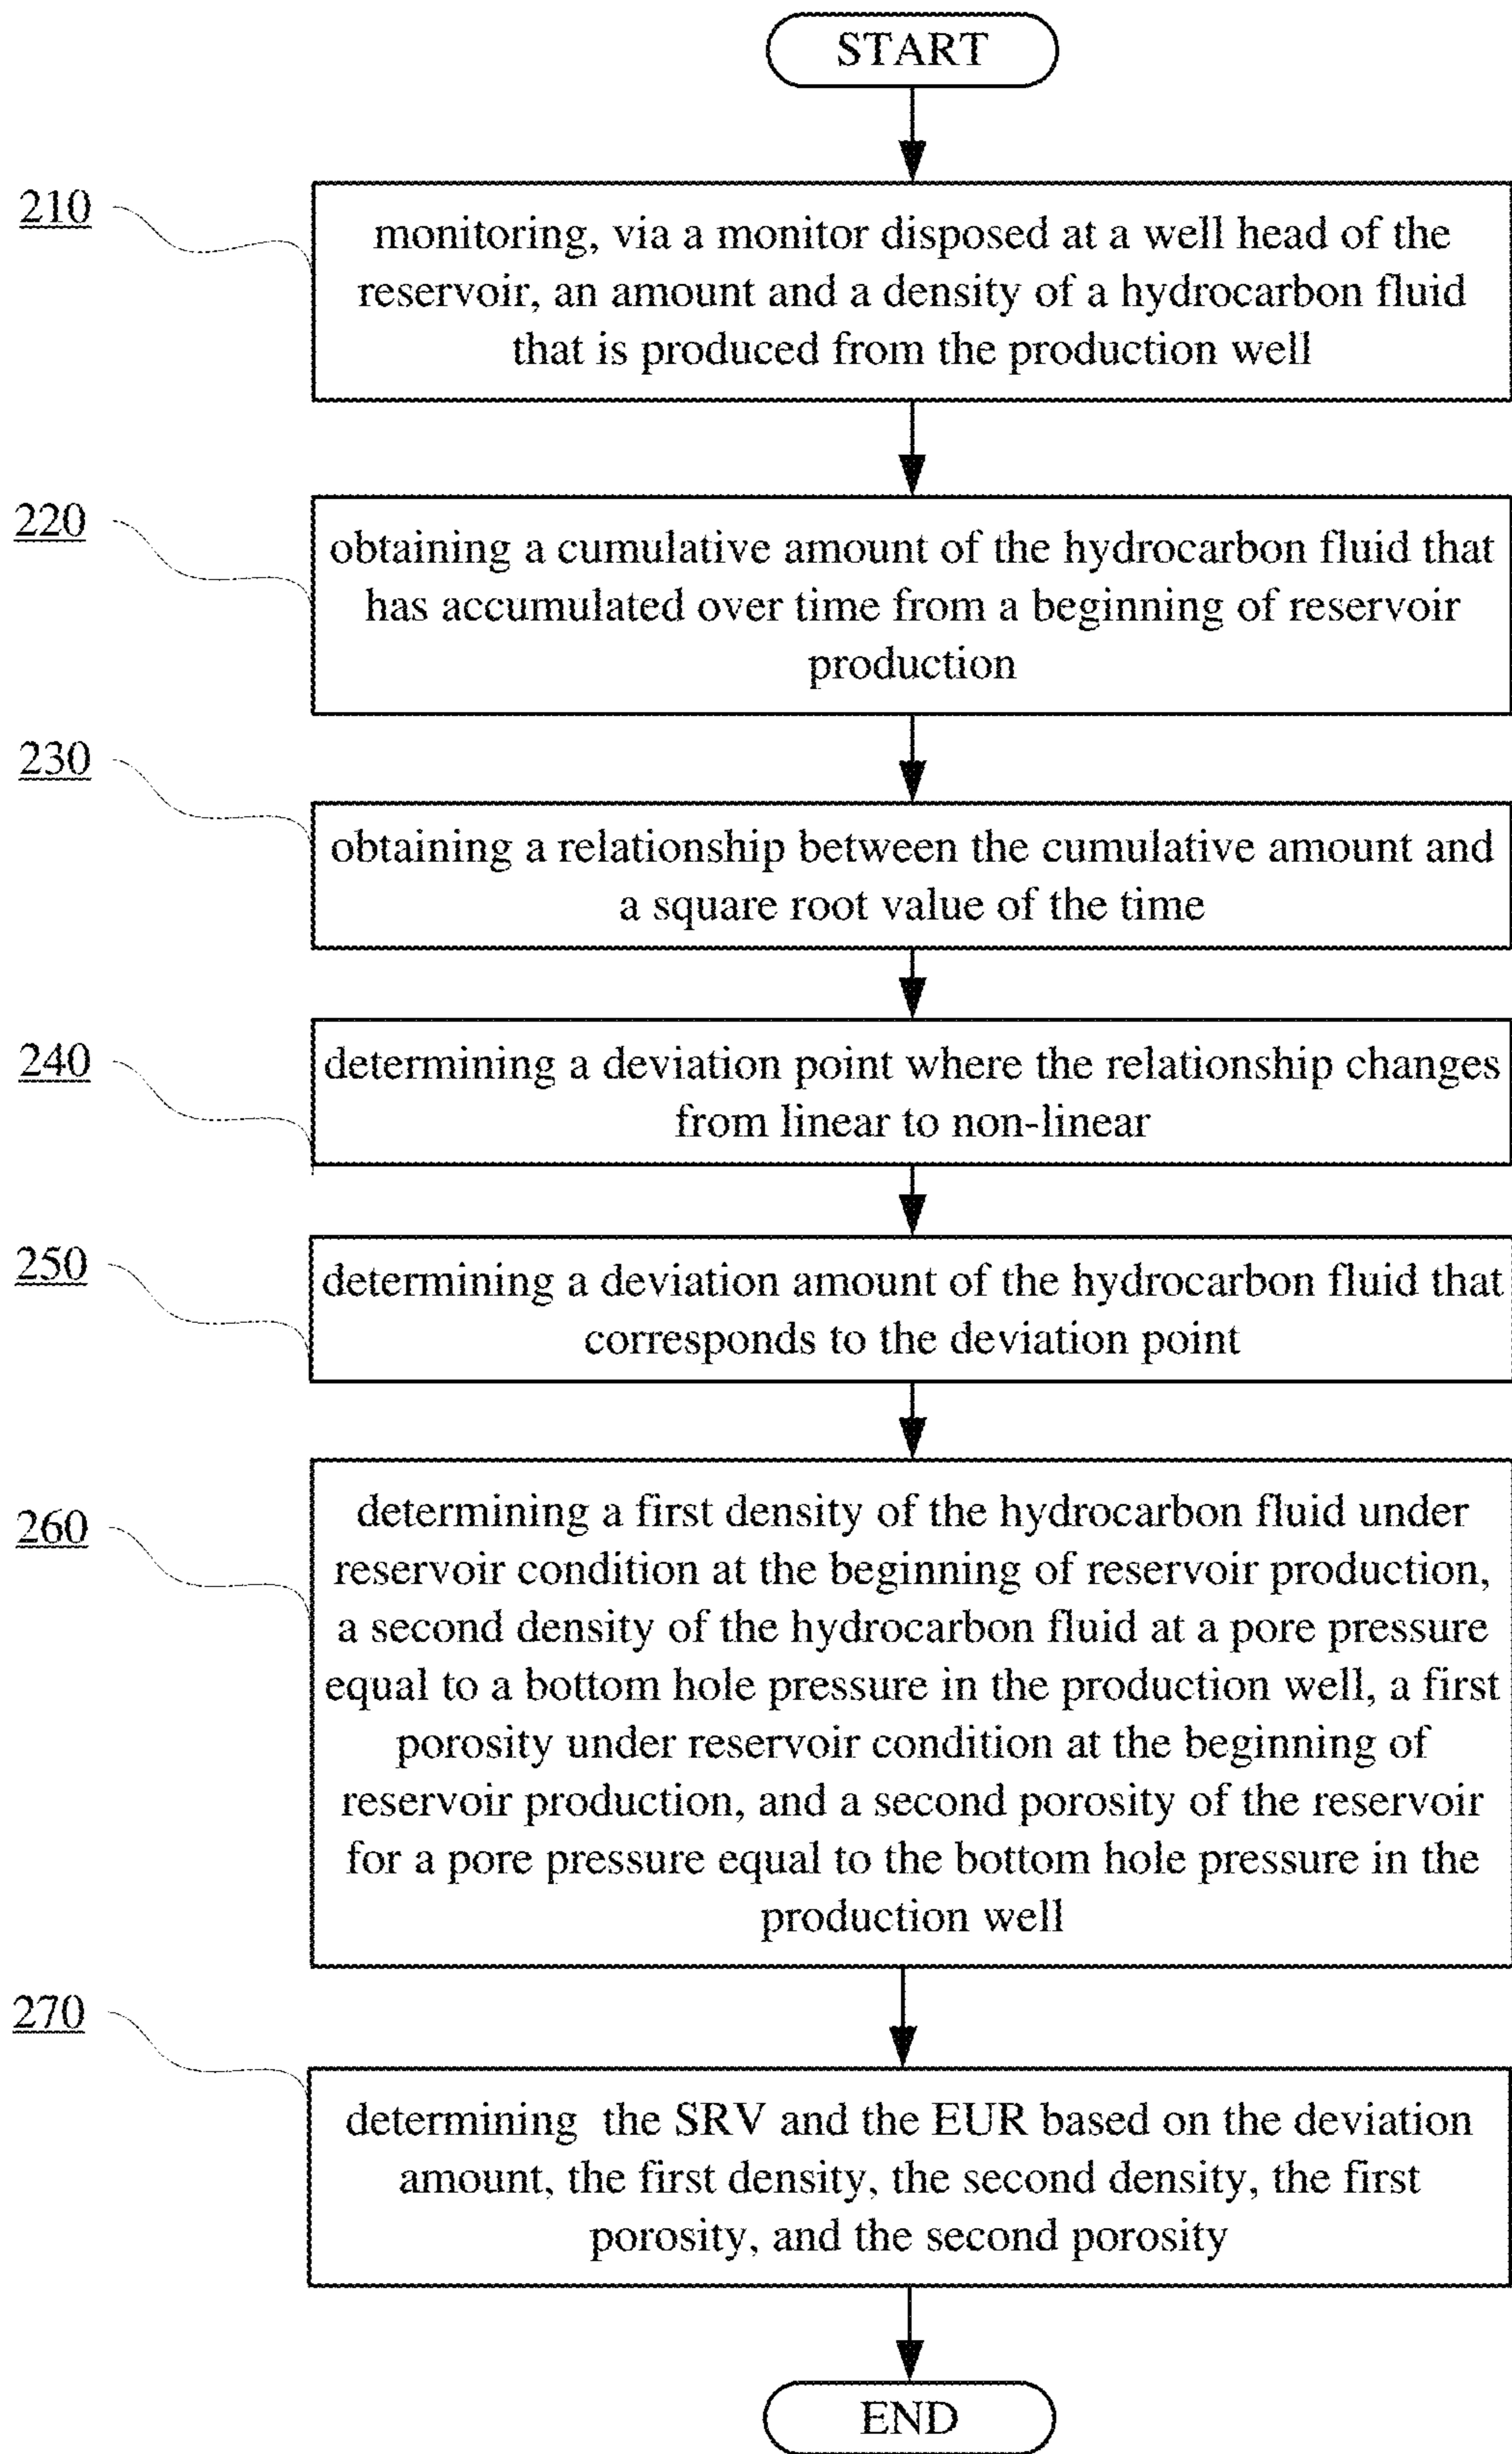 START
210
monitoring, via a monitor disposed at a well head of the
reservoir, an amount and a density of a hydrocarbon fluid
that is produced from the production well
220
obtaining a cumulative amount of the hydrocarbon fluid that
has accumulated over time from a beginning of reservoir
production
230
obtaining a relationship between the cumulative amount and
a square root value of the time
240
determining a deviation point where the relationship changes
from linear to non-linear
250
determining a deviation amount of the hydrocarbon fluid that
corresponds to the deviation point
260
determining a first density of the hydrocarbon fluid under
reservoir condition at the beginning of reservoir production,
a second density of the hydrocarbon fluid at a pore pressure
equal to a bottom hole pressure in the production well, a first
porosity under reservoir condition at the beginning of
reservoir production, and a second porosity of the reservoir
for a pore pressure equal to the bottom hole pressure in the
production well
270
determining the SRV and the EUR based on the deviation
amount, the first density, the second density, the first
porosity, and the second porosity
END